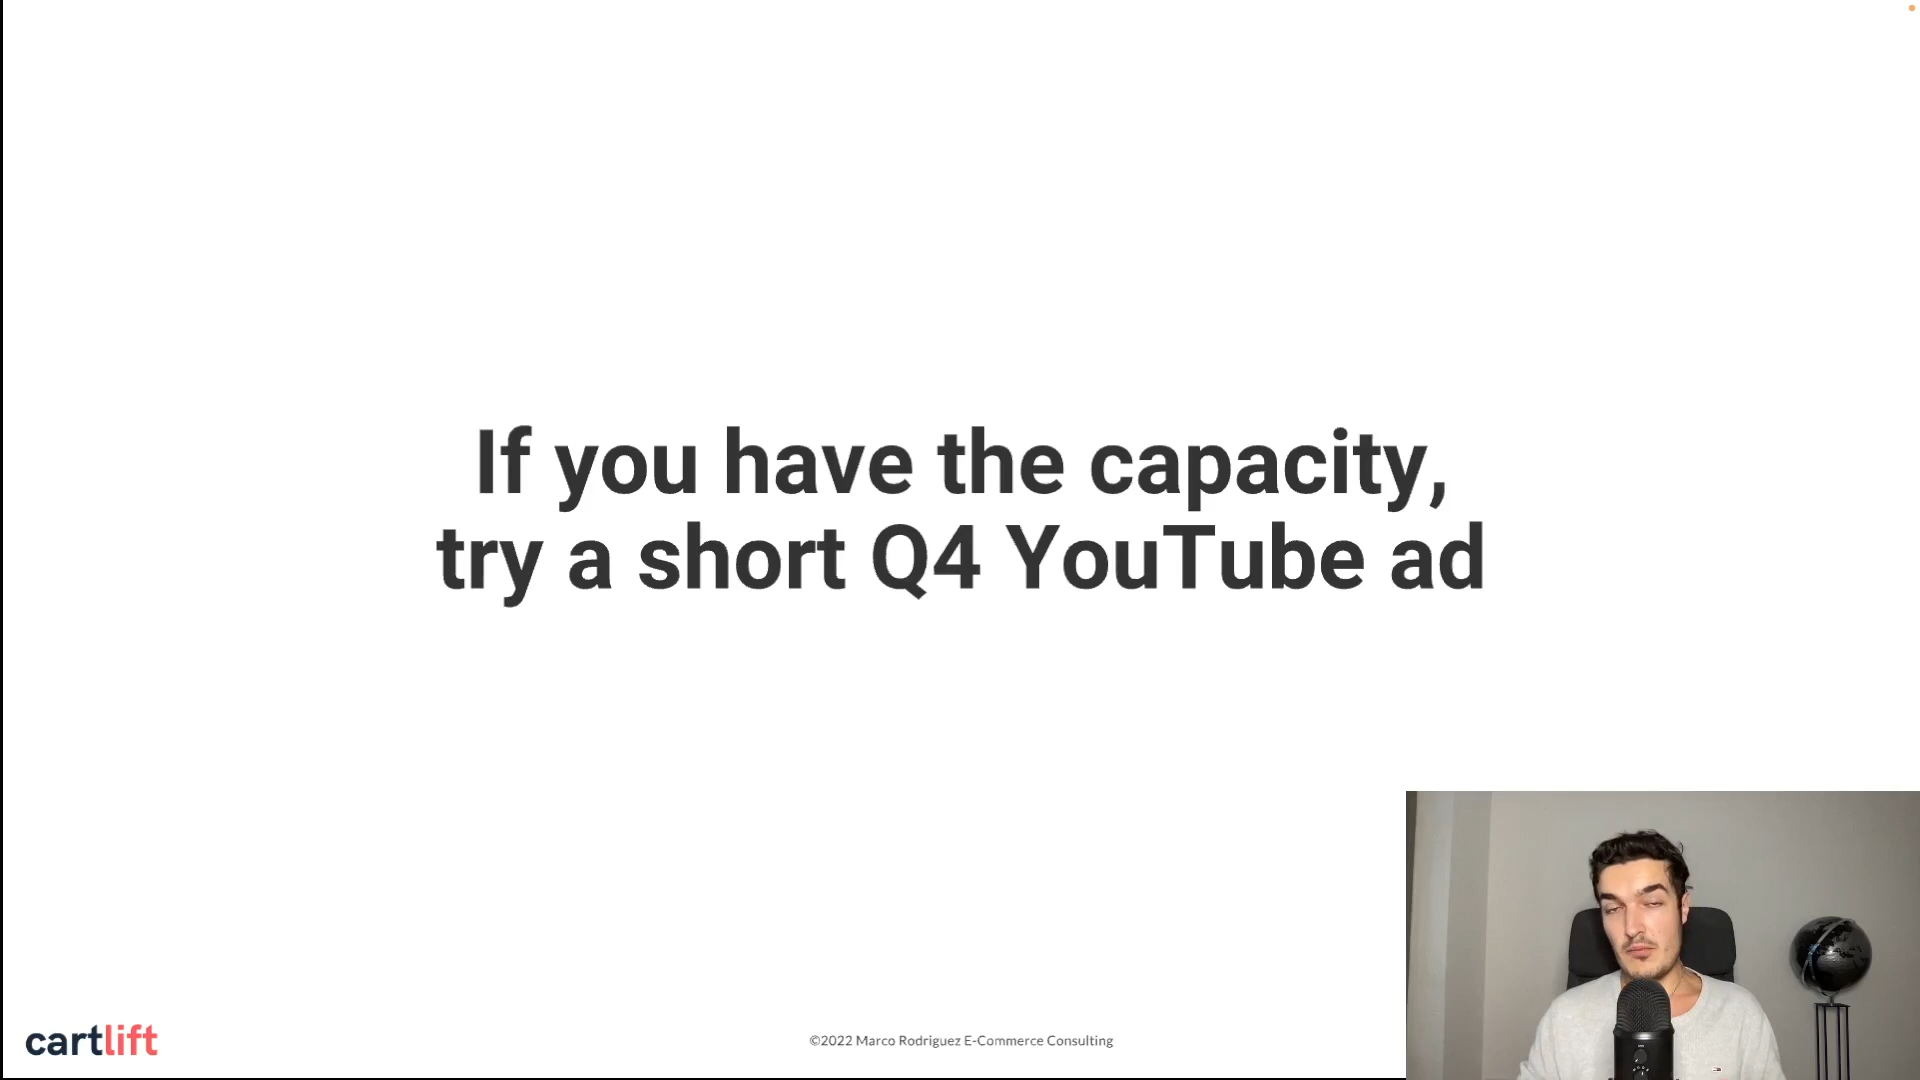 If you have the capacity,
try a short Q4 YouTube ad
cartlift
©2022 Marco Rodriguez E-Commerce Consulting